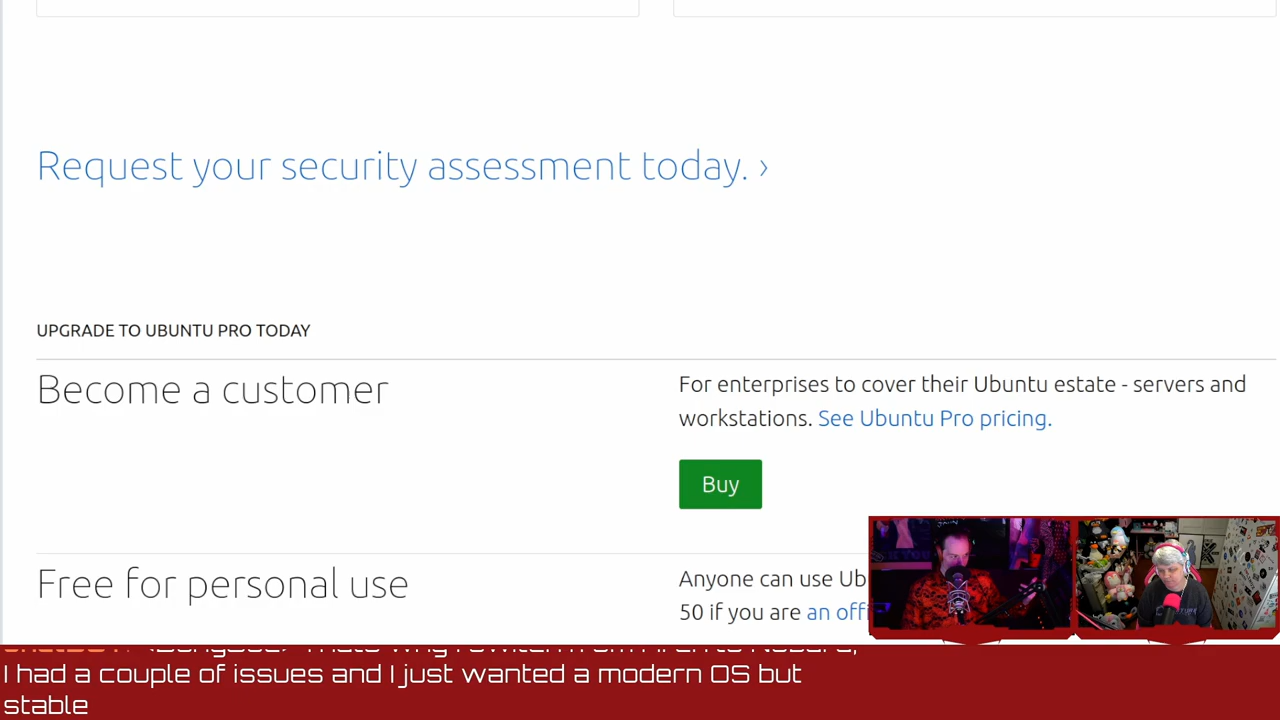 Request your security assessment today. ›
UPGRADE TO UBUNTU PRO TODAY
Become a customer
For enterprises to cover their Ubuntu estate - servers and
workstations. See Ubuntu Pro pricing.
Buy
Free for personal use
Anyone can use Ub
50 if you are an offi
I had a couple of issues and I just wanted a modern OS but
stable